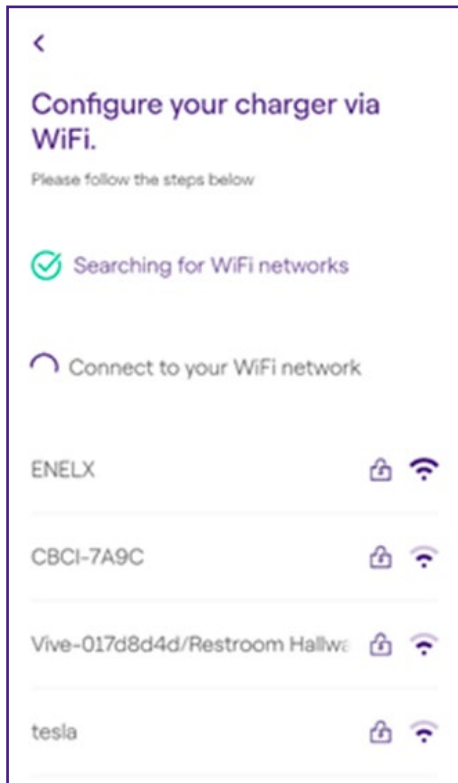 Configure your charger via
WiFi.
Please follow the steps below
Searching for WiFi networks
Connect to your WiFi network
ENELX
CBCI-7A9C
Vive-017d8d4d/Restroom Hallwa
tesla